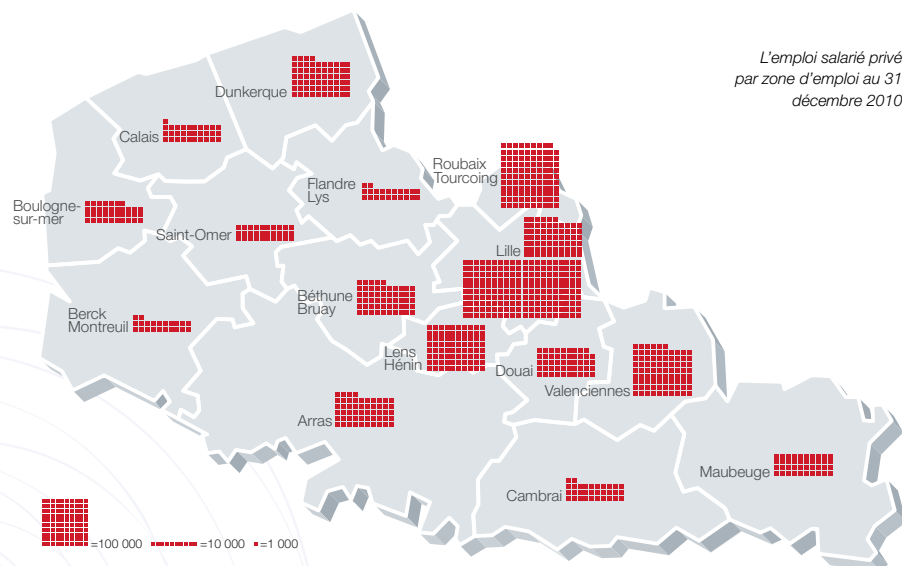 L'emploi salarié privé
par zone d'emploi au 31
décembre 2010
Dunkerque
Calais
Roubaix
Tourcoing
Flandre
Lys
Boulogne-
sur-mer
Saint-Omer
Lille
Béthune
Bruay
Berck
Montreuil
Lens
Hénin
Douai
Valenciennes
Arras
Maubeuge
Cambrai
=100 000 =10 000 =1 000